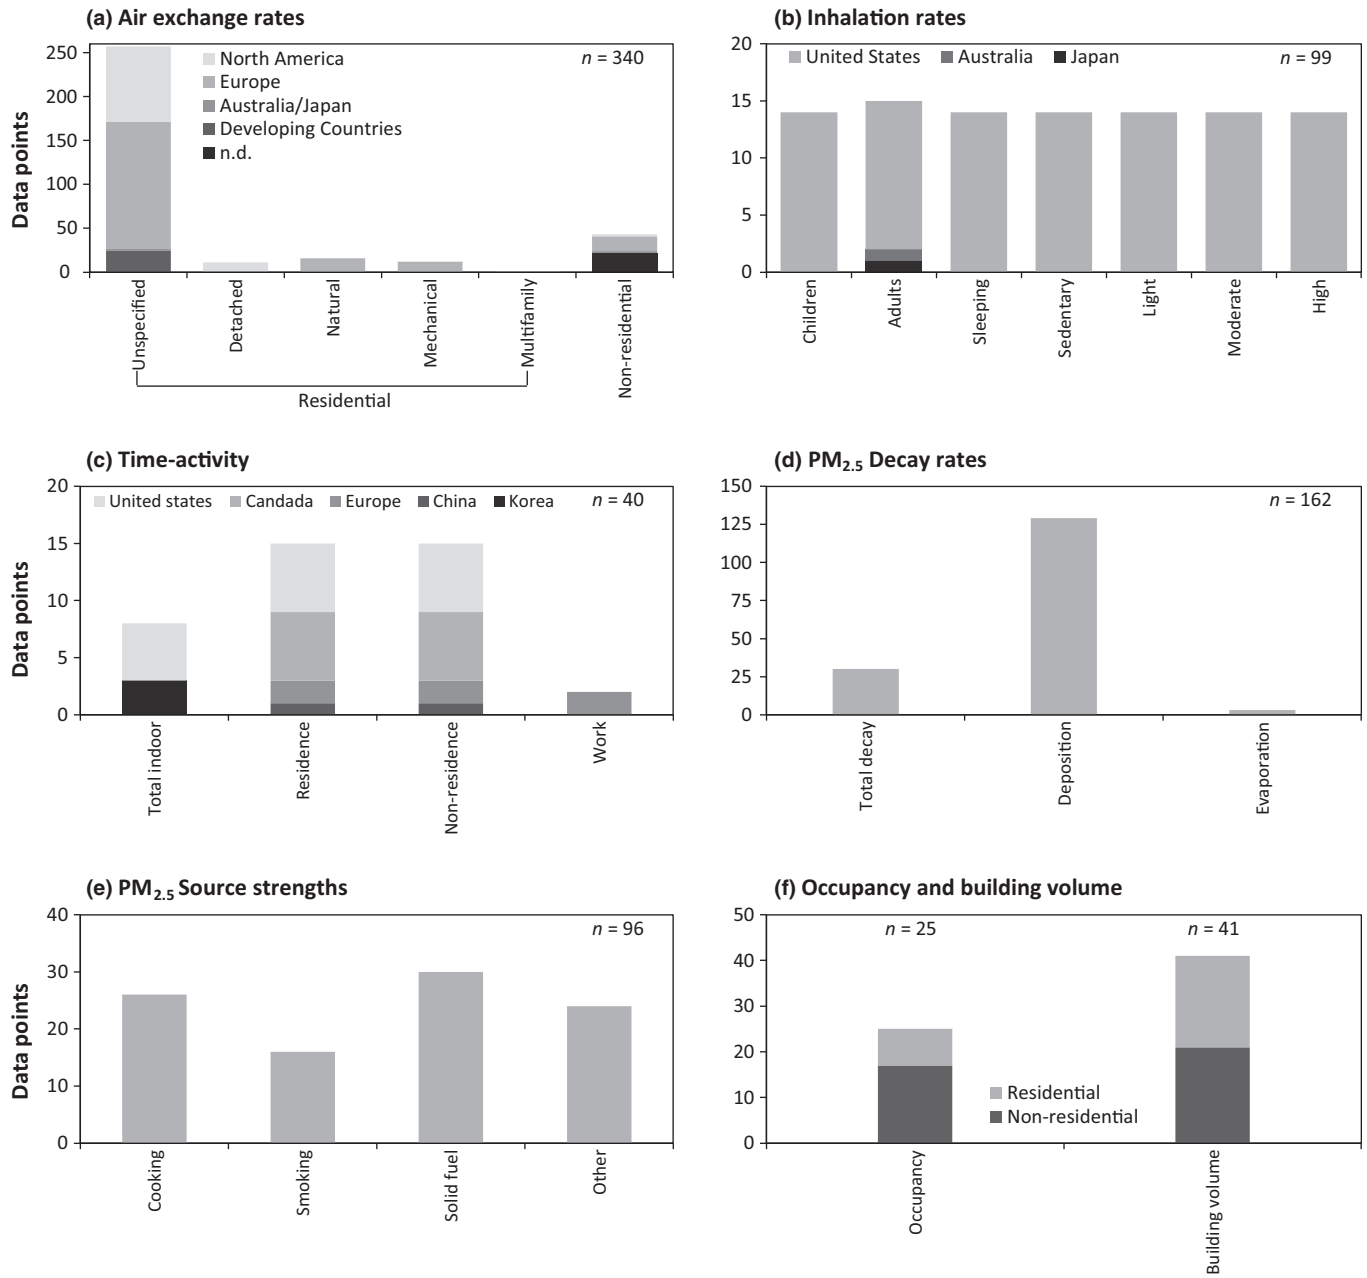 (a) Air exchange rates
Data points
250
200
150
100
50
0
North America
Europe
Australia/Japan
Developing Countries
n.d.
n = 340
Unspecified
Detached
Natural
Mechanical
Multifamily
Non-residential
Residential
(b) Inhalation rates
20
15
10
5
0
United States Australia Japan
n = 99
Children
Adults
Sleeping
Sedentary
Light
Moderate
High
(c) Time-activity
Data points
20
15
10
5
0
United states Candada Europe China Korea
n = 40
Total indoor
Residence
Non-residence
Work
(d) PM2.5 Decay rates
150
125
100
75
50
25
0
n = 162
Total decay
Deposition
Evaporation
(e) PM2.5 Source strengths
Data points
40
30
20
10
0
n = 96
Cooking
Smoking
Solid fuel
Other
(f) Occupancy and building volume
50
40
30
20
10
0
n = 25
n = 41
Residential
Non-residential
Occupancy
Building volume